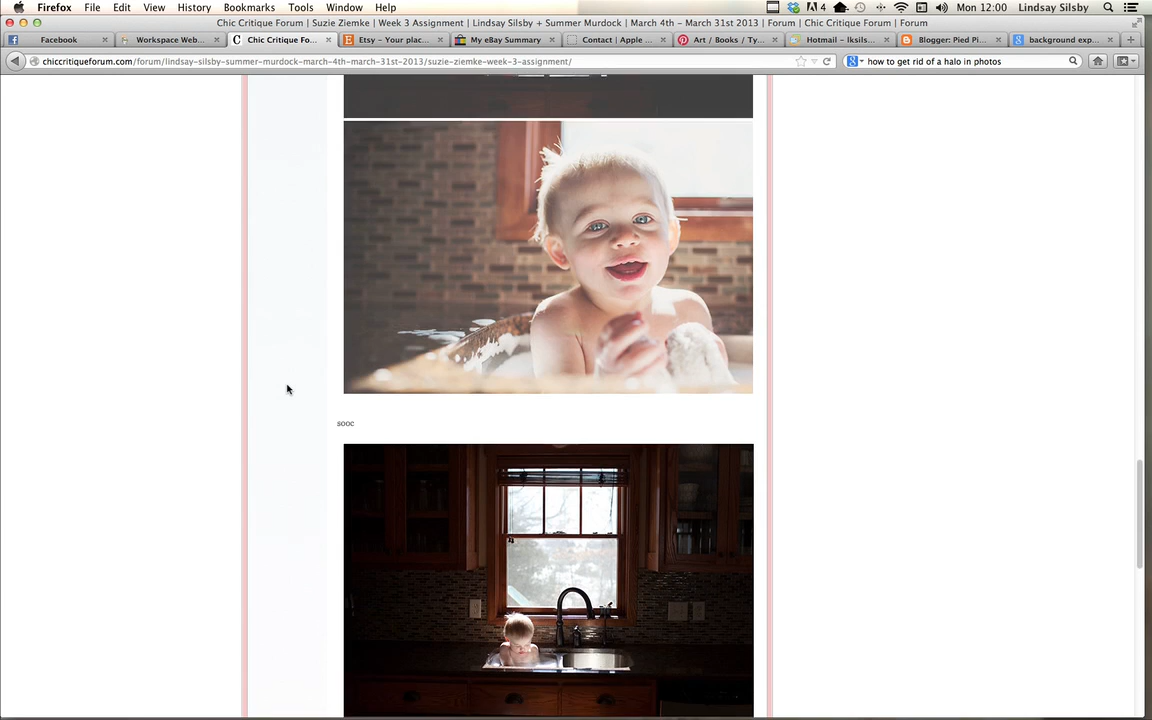 Firefox File Edit View History Bookmarks Tools Window Help 4 Mon 12:00 Lindsay Silsby
Chic Critique Forum | Suzie Ziemke | Week 3 Assignment | Lindsay Silsby + Summer Murdock | March 4th – March 31st 2013 | Forum | Chic Critique Forum | Forum
Facebook Workspace Web... Chic Critique Fo... Etsy – Your plac... My eBay Summary Contact | Apple ... Art / Books / Ty... Hotmail – lksils... Blogger: Pied Pi... background exp...
chiccritiqueforum.com/forum/lindsay-silsby-summer-murdock-march-4th-march-31st-2013/suzie-ziemke-week-3-assignment/ how to get rid of a halo in photos
sooc